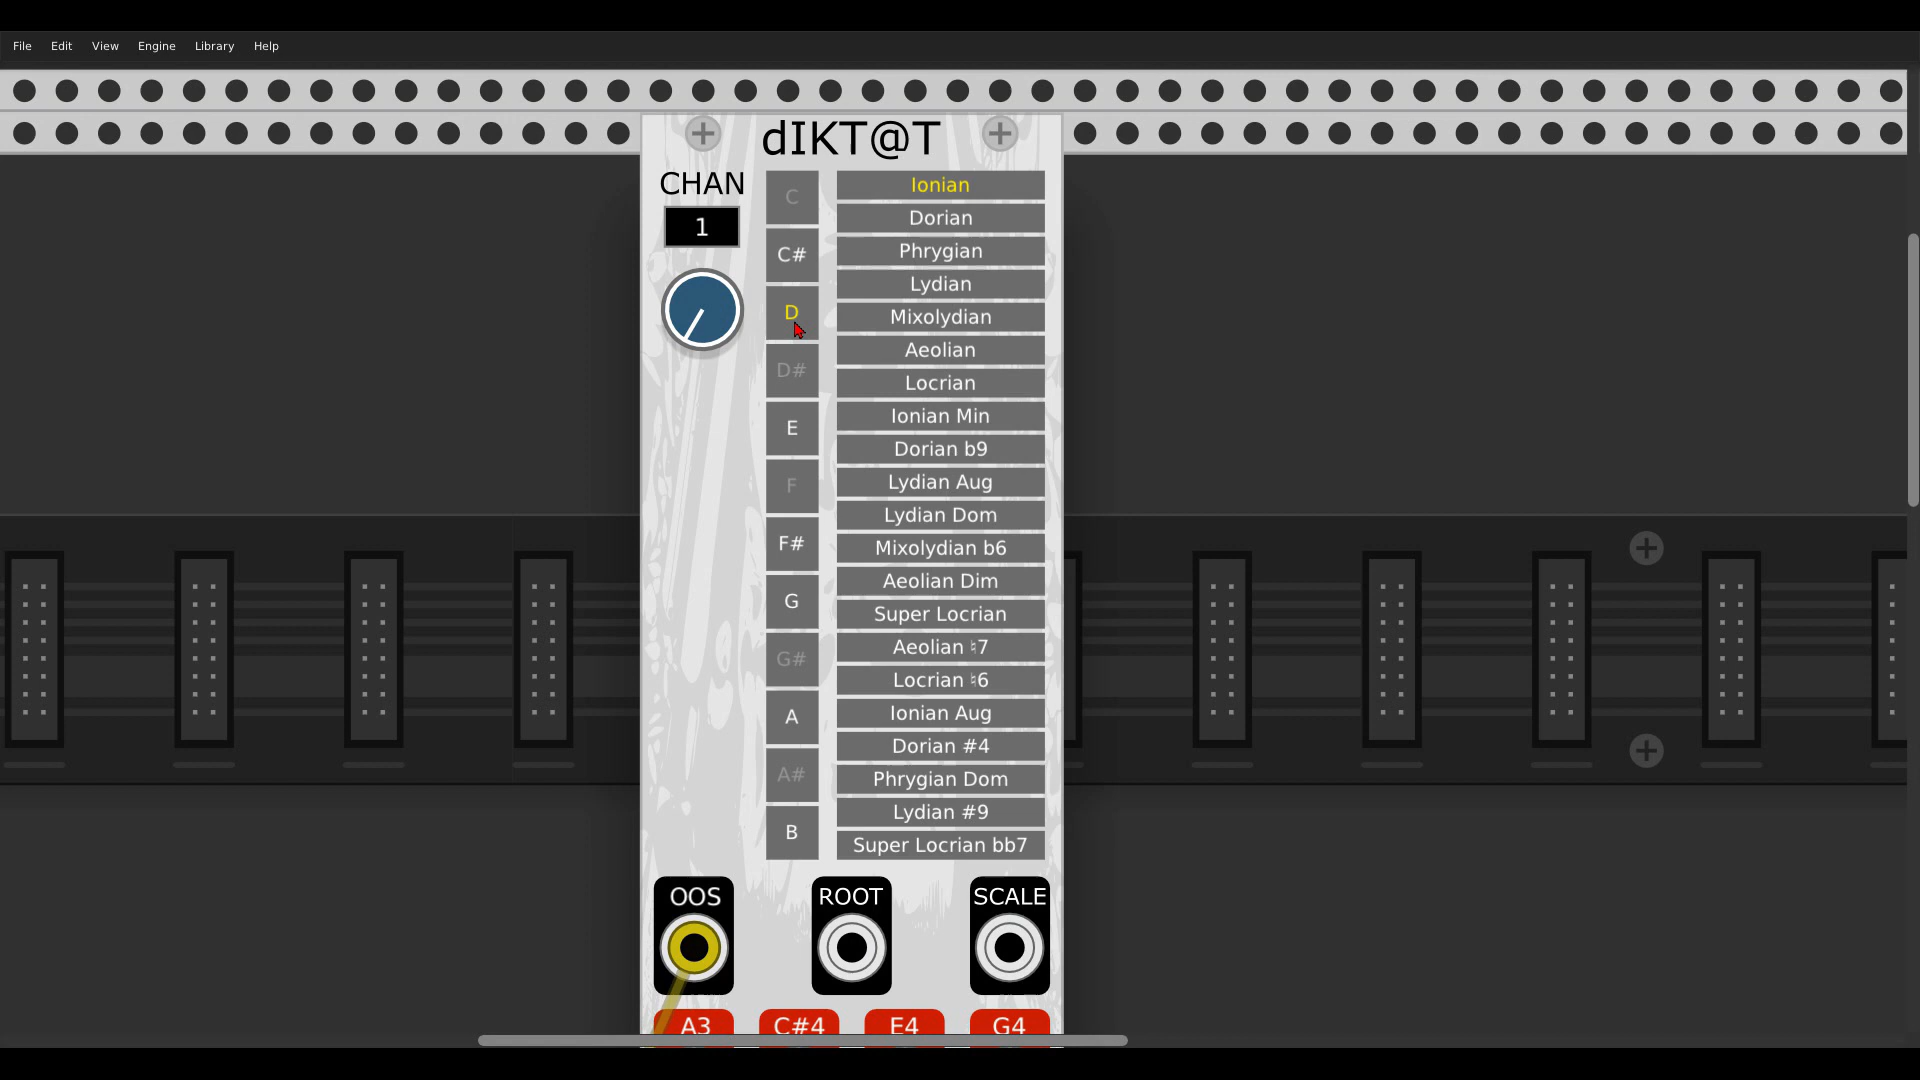 File Edit View Engine Library Help
dIKT@T
CHAN
1
C
C#
D
D#
E
F
F#
G
G#
A
A#
B
Ionian
Dorian
Phrygian
Lydian
Mixolydian
Aeolian
Locrian
Ionian Min
Dorian b9
Lydian Aug
Lydian Dom
Mixolydian b6
Aeolian Dim
Super Locrian
Aeolian ♮7
Locrian ♮6
Ionian Aug
Dorian #4
Phrygian Dom
Lydian #9
Super Locrian bb7
OOS ROOT SCALE
A3 C#4 E4 G4